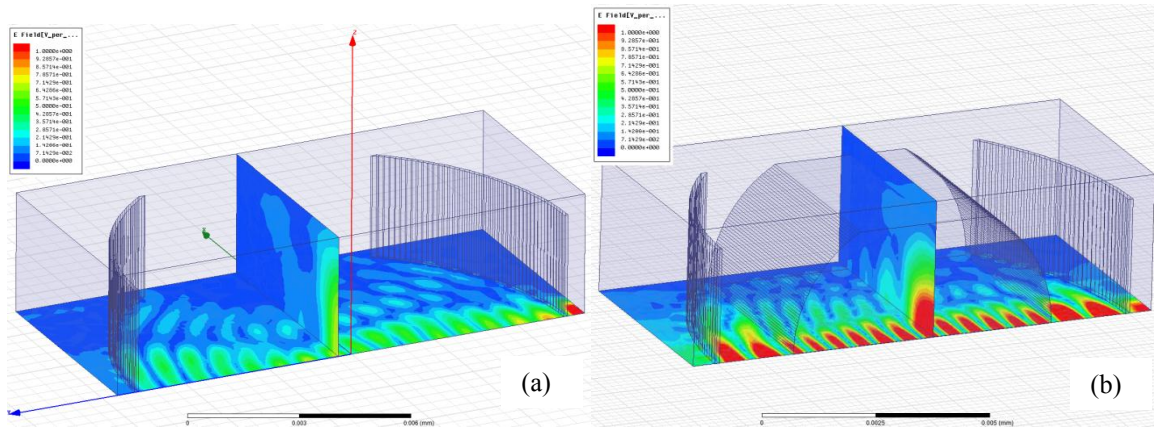 E Field[V_per_...
1.0000e+000
9.2857e-001
8.5714e-001
7.8571e-001
7.1429e-001
6.4286e-001
5.7143e-001
5.0000e-001
4.2857e-001
3.5714e-001
2.8571e-001
2.1429e-001
1.4286e-001
7.1429e-002
0.0000e+000
z
(a)
0
0.003
0.006 (mm)
E Field[V_per_...
1.0000e+000
9.2857e-001
8.5714e-001
7.8571e-001
7.1429e-001
6.4286e-001
5.7143e-001
5.0000e-001
4.2857e-001
3.5714e-001
2.8571e-001
2.1429e-001
1.4286e-001
7.1429e-002
0.0000e+000
(b)
0
0.0025
0.005 (mm)